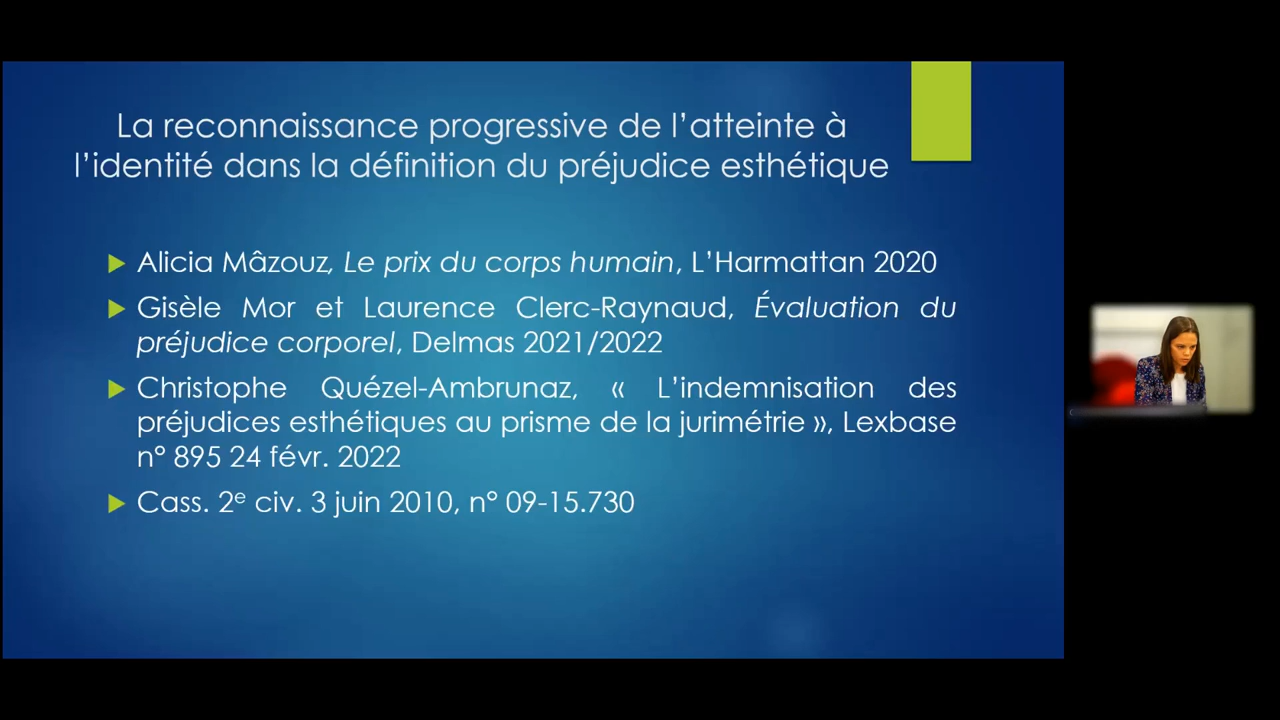 La reconnaissance progressive de l’atteinte à
l’identité dans la définition du préjudice esthétique
Alicia Mâzouz, Le prix du corps humain, L’Harmattan 2020
Gisèle Mor et Laurence Clerc-Raynaud, Évaluation du
préjudice corporel, Delmas 2021/2022
Christophe Quézel-Ambrunaz, « L’indemnisation des
préjudices esthétiques au prisme de la jurimétrie », Lexbase
n° 895 24 févr. 2022
Cass. 2e civ. 3 juin 2010, n° 09-15.730